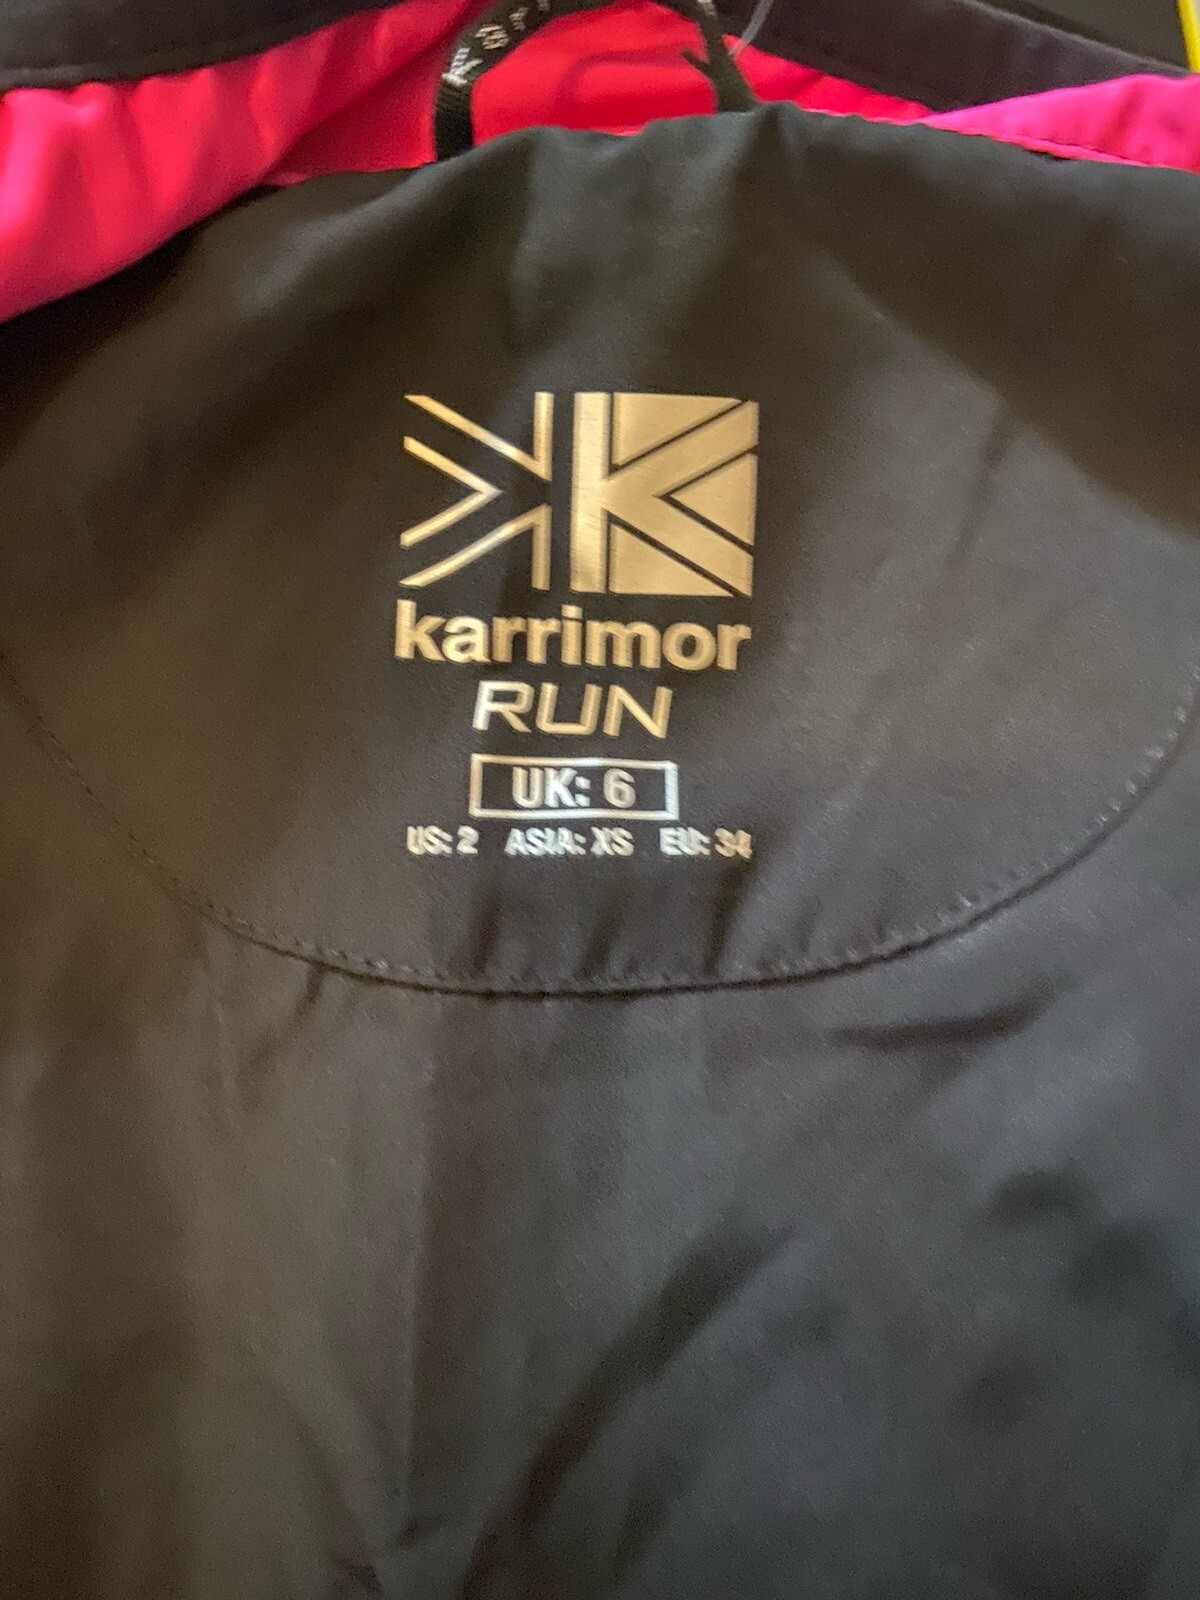 karrimor
RUN
UK: 6
US: 2 ASIA: XS EU: 34